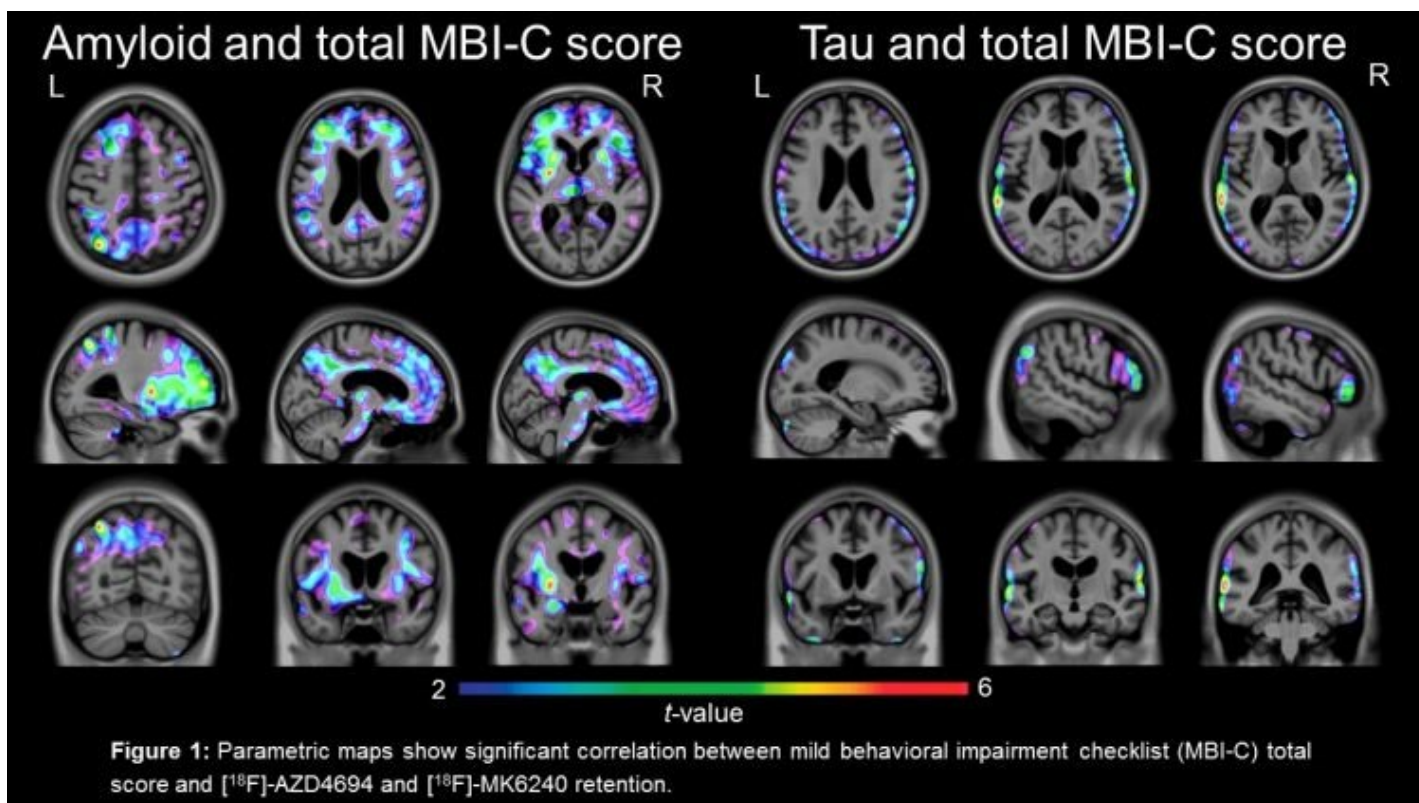 Amyloid and total MBI-C score
L
R
Tau and total MBI-C score
L
R
2
6
t-value
Figure 1: Parametric maps show significant correlation between mild behavioral impairment checklist (MBI-C) total
score and [¹⁸F]-AZD4694 and [¹⁸F]-MK6240 retention.